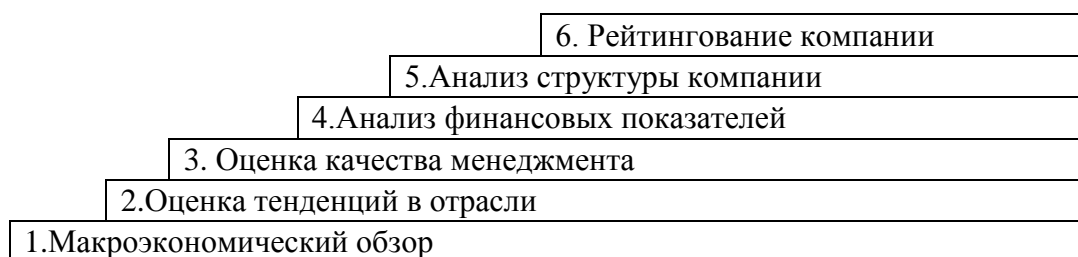 6. Рейтингование компании
5.Анализ структуры компании
4.Анализ финансовых показателей
3. Оценка качества менеджмента
2.Оценка тенденций в отрасли
1.Макроэкономический обзор